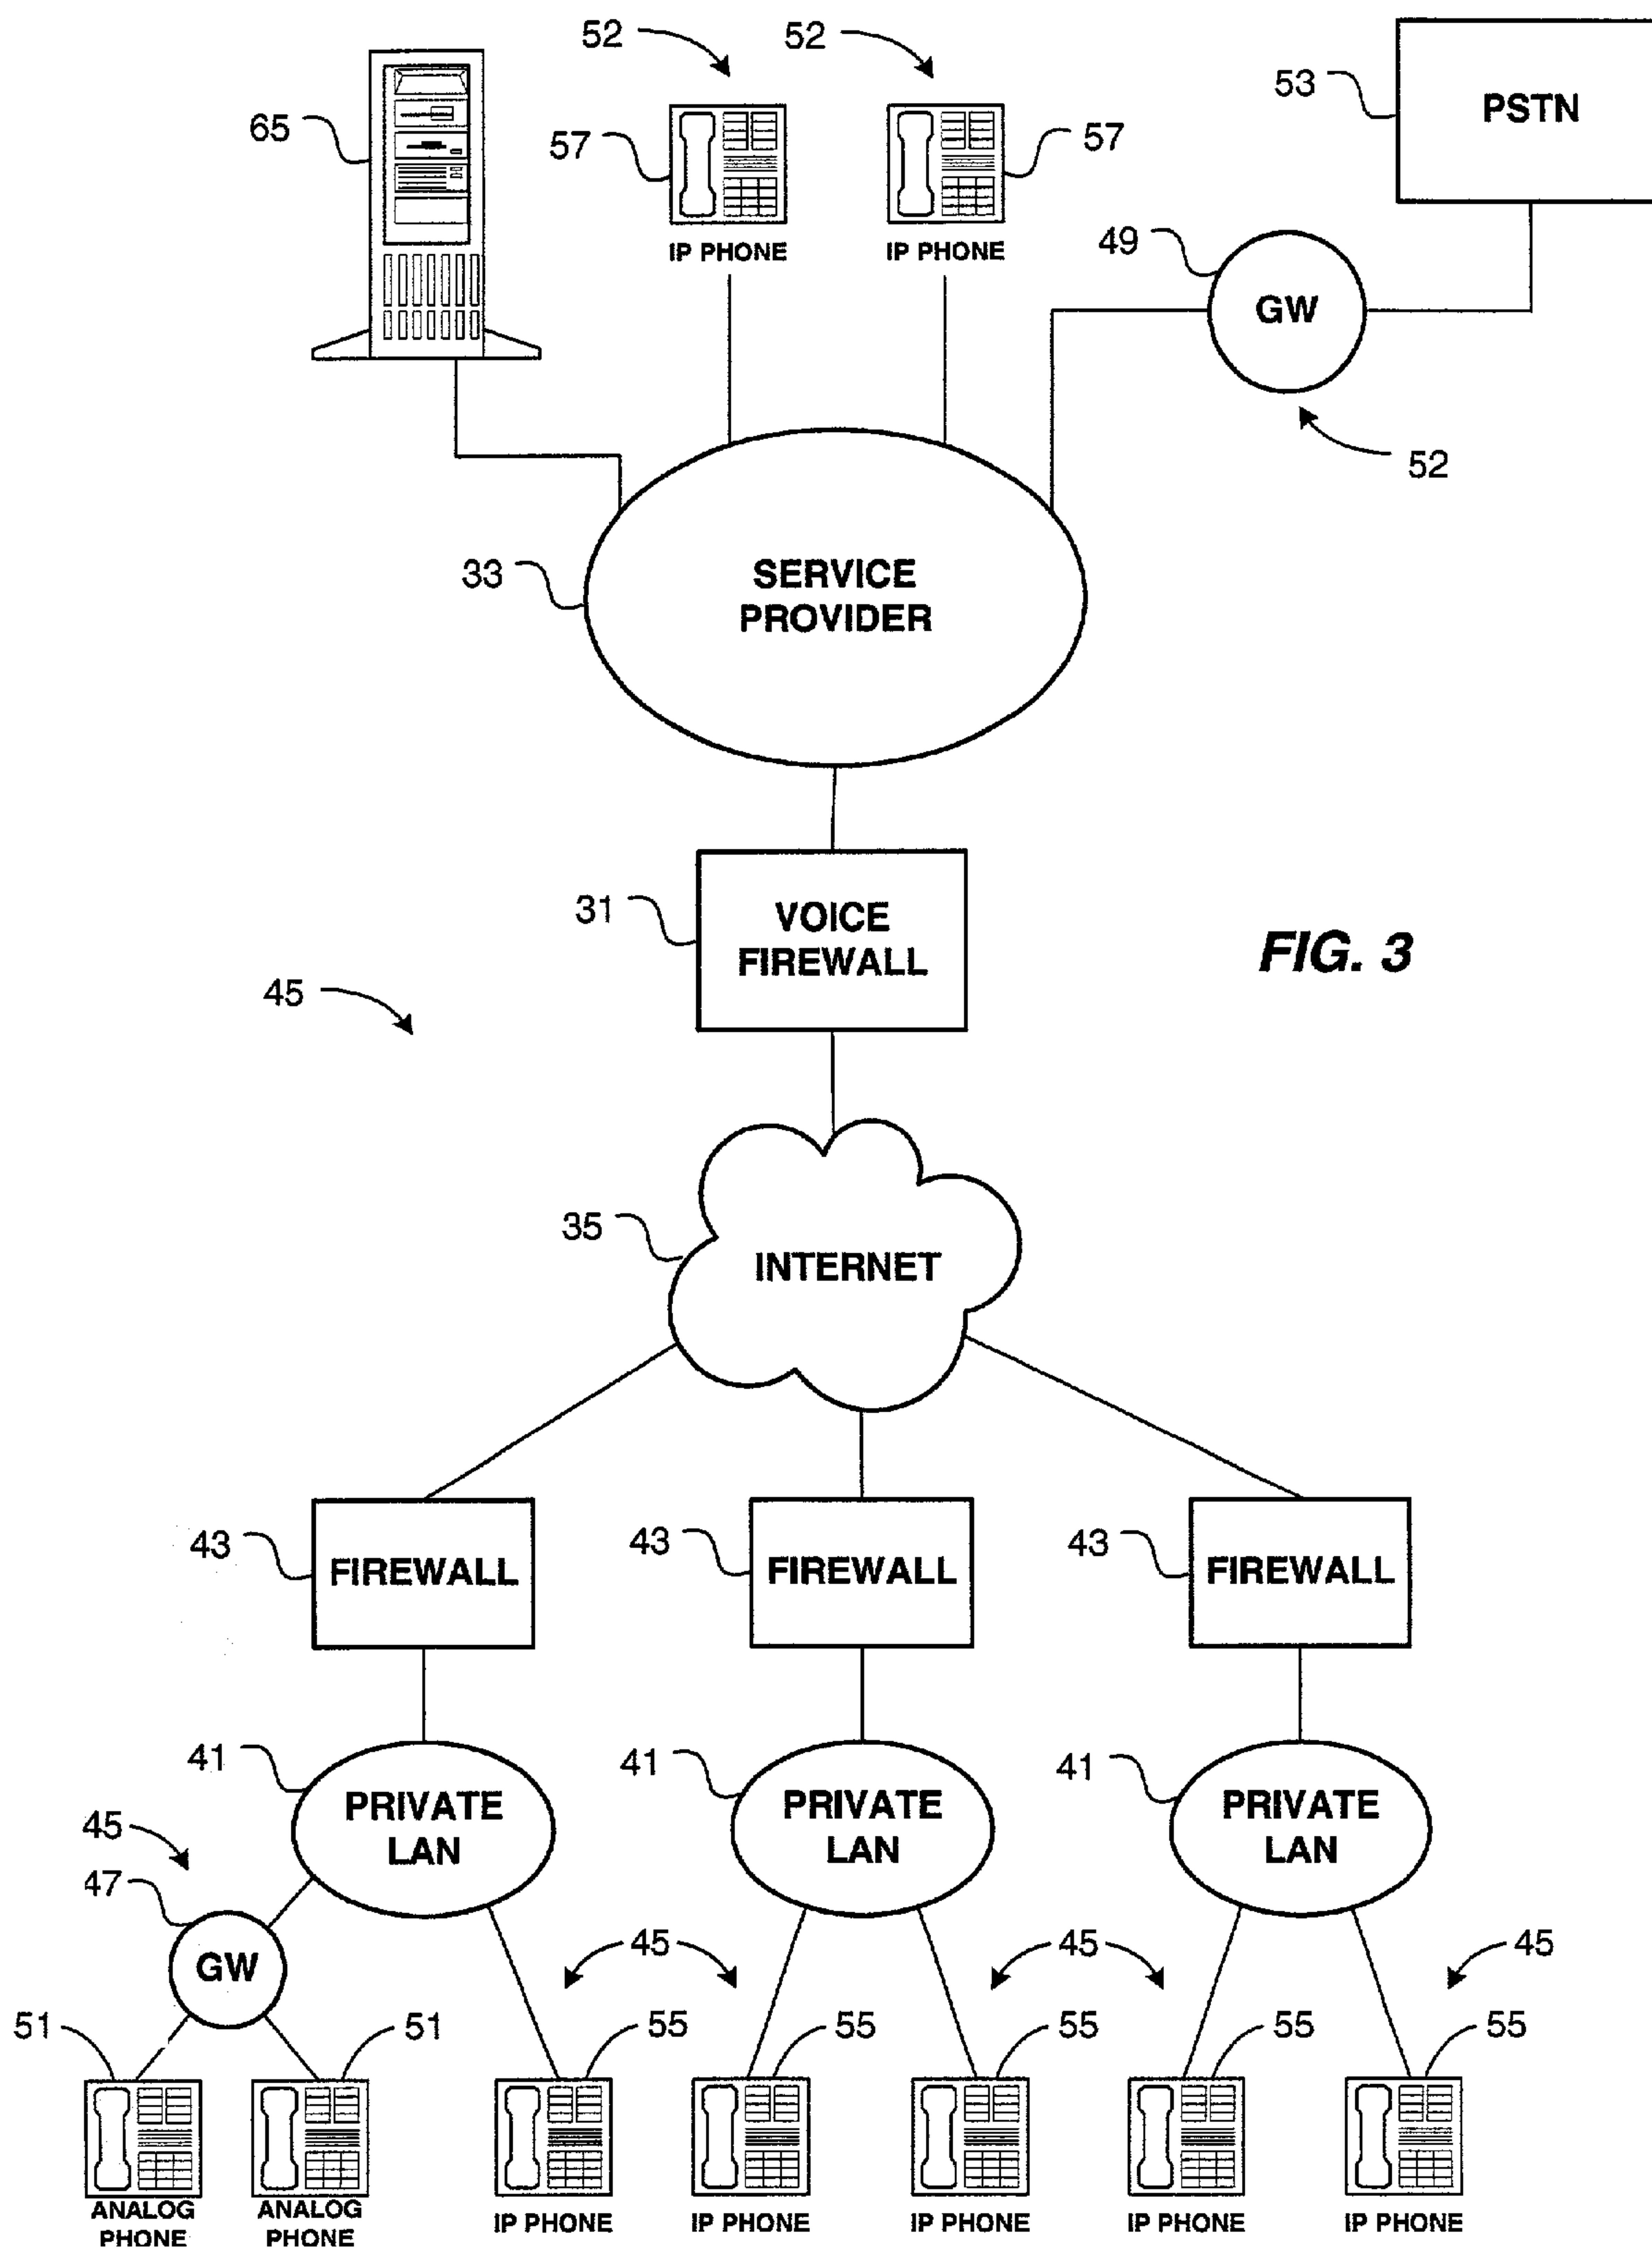 52
52
53
PSTN
65
57
57
49
IP PHONE
IP PHONE
GW
52
33
SERVICE
PROVIDER
31
VOICE
FIREWALL
FIG. 3
45
35
INTERNET
43
FIREWALL
43
FIREWALL
43
FIREWALL
41
PRIVATE
LAN
41
PRIVATE
LAN
41
PRIVATE
LAN
45
47
GW
45
45
45
51
51
55
55
55
55
55
ANALOG
PHONE
ANALOG
PHONE
IP PHONE
IP PHONE
IP PHONE
IP PHONE
IP PHONE